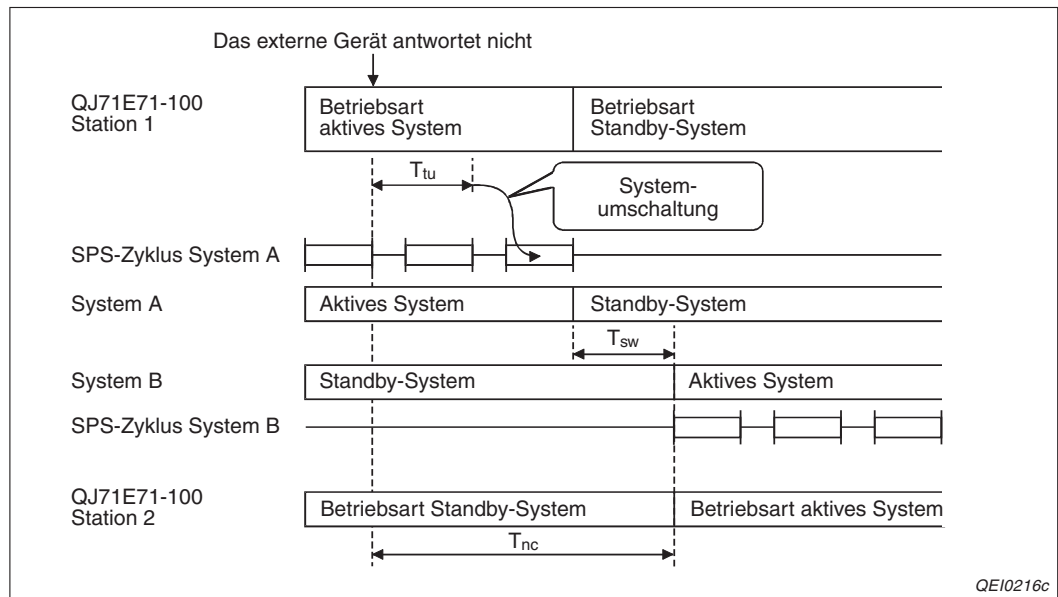 Das externe Gerät antwortet nicht
QJ71E71-100
Station 1
Betriebsart
aktives System
Betriebsart
Standby-System
Ttu
System-
umschaltung
SPS-Zyklus System A
System A
Aktives System
Standby-System
Tsw
System B
Standby-System
Aktives System
SPS-Zyklus System B
QJ71E71-100
Station 2
Betriebsart Standby-System
Betriebsart aktives System
Tnc
QEI0216c